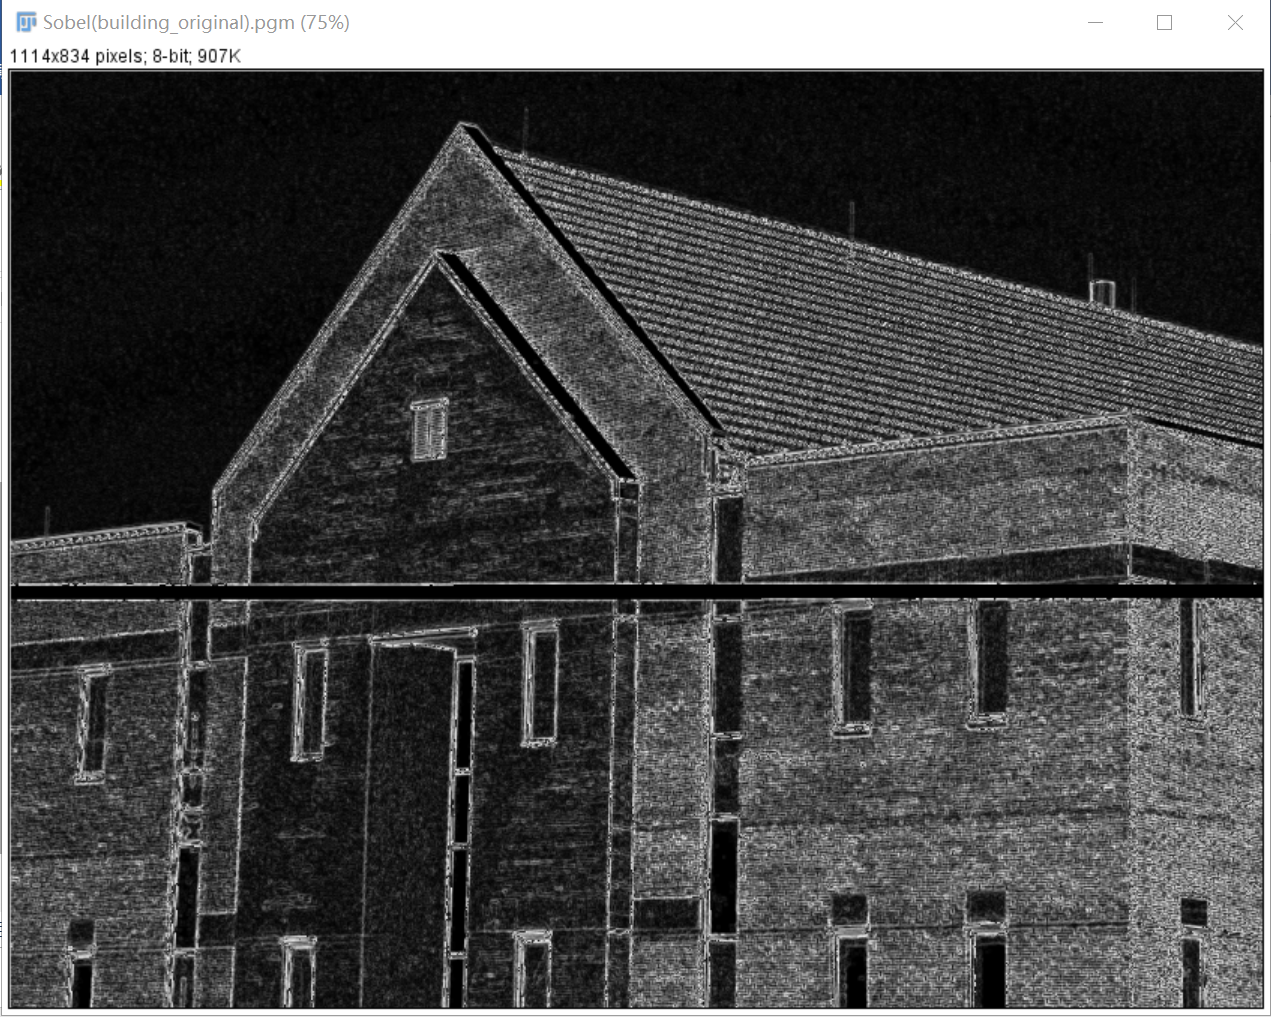 Sobel(building_original).pgm (75%)
1114x834 pixels; 8-bit; 907K